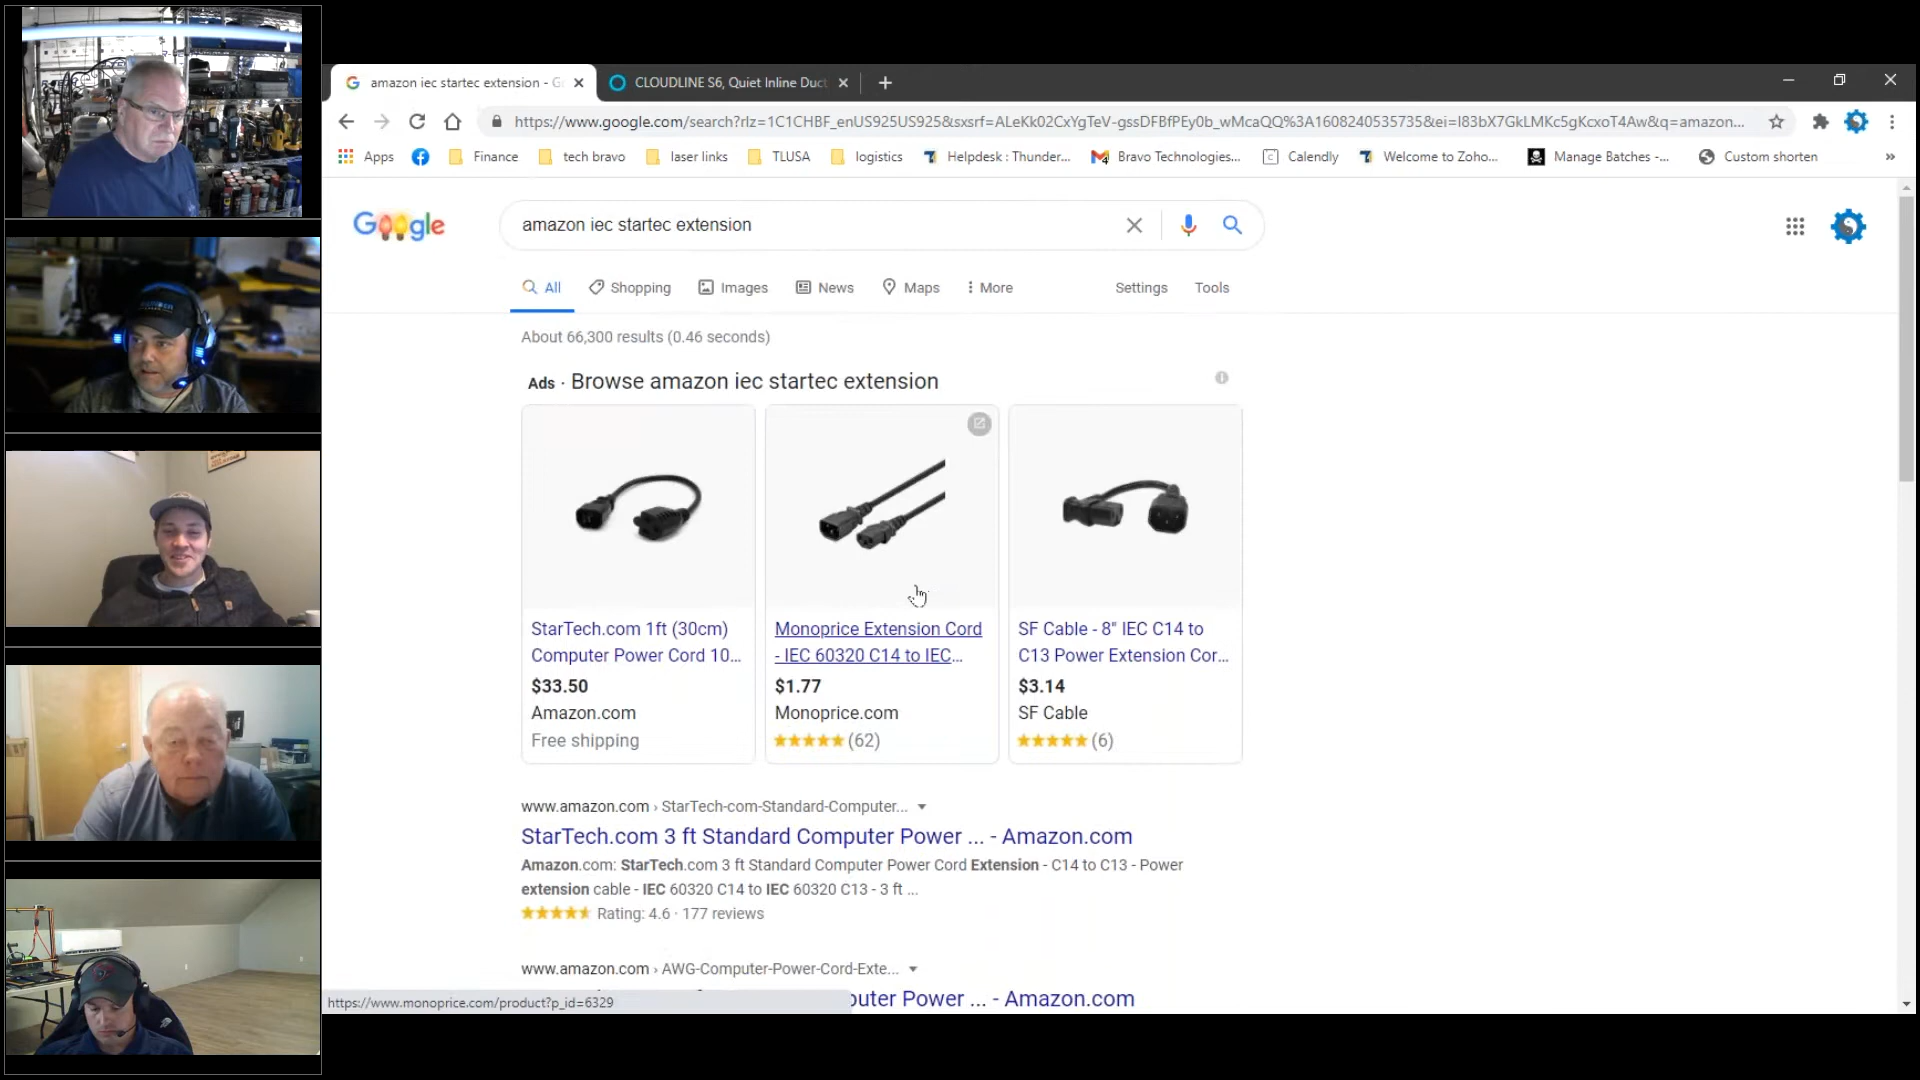 amazon iec startec extension - G
CLOUDLINE S6, Quiet Inline Duct
https://www.google.com/search?rlz=1C1CHBF_enUS925US925&sxsrf=ALeKk02CxYgTeV-gssDFBfPEy0b_wMcaQQ%3A1608240535735&ei=I83bX7GkLMKc5gKcxoT4Aw&q=amazon...
Apps
Finance
tech bravo
laser links
TLUSA
logistics
Helpdesk : Thunder...
Bravo Technologies...
Calendly
Welcome to Zoho...
Manage Batches -...
Custom shorten
»
Google
amazon iec startec extension
All
Shopping
Images
News
Maps
More
Settings
Tools
About 66,300 results (0.46 seconds)
Ads · Browse amazon iec startec extension
StarTech.com 1ft (30cm)
Computer Power Cord 10...
$33.50
Amazon.com
Free shipping
Monoprice Extension Cord
- IEC 60320 C14 to IEC...
$1.77
Monoprice.com
(62)
SF Cable - 8" IEC C14 to
C13 Power Extension Cor...
$3.14
SF Cable
(6)
www.amazon.com › StarTech-com-Standard-Computer...
StarTech.com 3 ft Standard Computer Power ... - Amazon.com
Amazon.com: StarTech.com 3 ft Standard Computer Power Cord Extension - C14 to C13 - Power
extension cable - IEC 60320 C14 to IEC 60320 C13 - 3 ft ...
Rating: 4.6 · 177 reviews
www.amazon.com › AWG-Computer-Power-Cord-Exte...
Power ... - Amazon.com
https://www.monoprice.com/product?p_id=6329